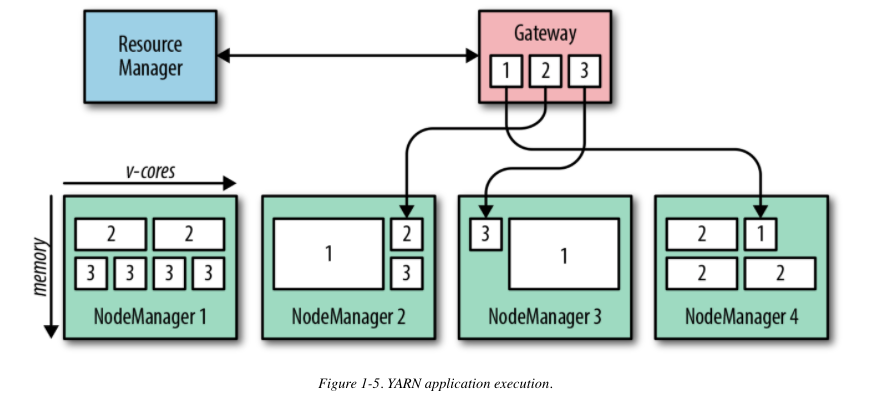 Resource
Manager
Gateway
1 2 3
v-cores
memory
2 2
3 3 3 3
NodeManager 1
1
2
3
NodeManager 2
3
1
NodeManager 3
2 1
2 2
NodeManager 4
Figure 1-5. YARN application execution.